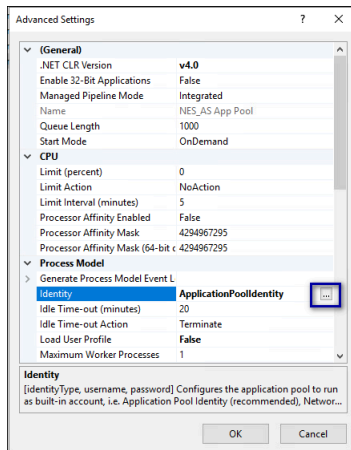 Advanced Settings ? ×
(General)
.NET CLR Version v4.0
Enable 32-Bit Applications False
Managed Pipeline Mode Integrated
Name NES_AS App Pool
Queue Length 1000
Start Mode OnDemand
CPU
Limit (percent) 0
Limit Action NoAction
Limit Interval (minutes) 5
Processor Affinity Enabled False
Processor Affinity Mask 4294967295
Processor Affinity Mask (64-bit c 4294967295
Process Model
Generate Process Model Event L
Identity ApplicationPoolIdentity ...
Idle Time-out (minutes) 20
Idle Time-out Action Terminate
Load User Profile False
Maximum Worker Processes 1
Identity
[identityType, username, password] Configures the application pool to run
as built-in account, i.e. Application Pool Identity (recommended), Networ...
OK Cancel